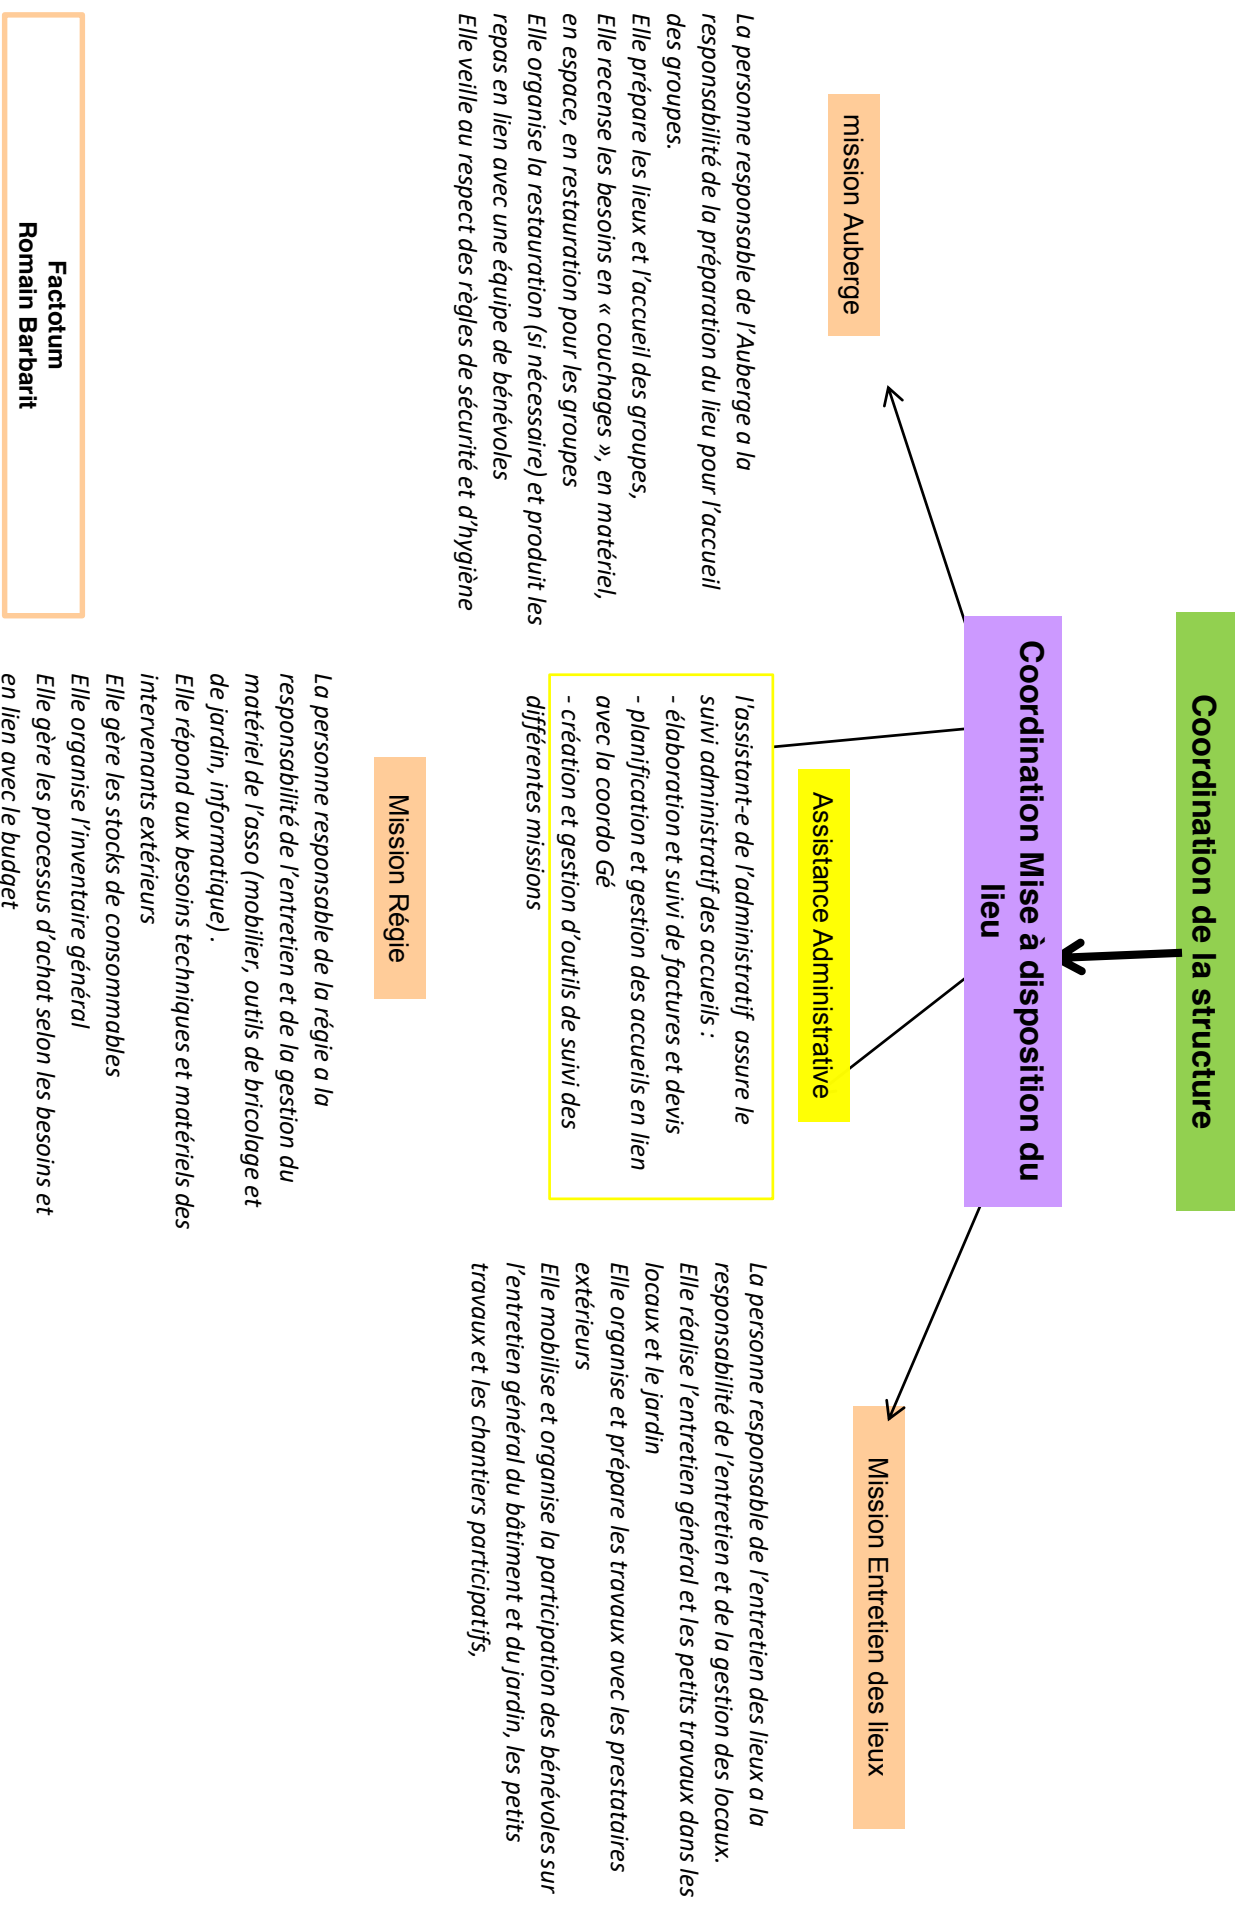 Coordination de la structure
Coordination Mise à disposition du
lieu
mission Auberge
La personne responsable de l'Auberge a la
responsabilité de la préparation du lieu pour l'accueil
des groupes.
Elle prépare les lieux et l'accueil des groupes,
Elle recense les besoins en « couchages », en matériel,
en espace, en restauration pour les groupes
Elle organise la restauration (si nécessaire) et produit les
repas en lien avec une équipe de bénévoles
Elle veille au respect des règles de sécurité et d'hygiène
Assistance Administrative
l'assistant-e de l'administratif assure le
suivi administratif des accueils :
- élaboration et suivi de factures et devis
- planification et gestion des accueils en lien
avec la coordo Gé
- création et gestion d'outils de suivi des
différentes missions
Mission Entretien des lieux
La personne responsable de l'entretien des lieux a la
responsabilité de l'entretien et de la gestion des locaux.
Elle réalise l'entretien général et les petits travaux dans les
locaux et le jardin
Elle organise et prépare les travaux avec les prestataires
extérieurs
Elle mobilise et organise la participation des bénévoles sur
l'entretien général du bâtiment et du jardin, les petits
travaux et les chantiers participatifs,
Mission Régie
La personne responsable de la régie a la
responsabilité de l'entretien et de la gestion du
matériel de l'asso (mobilier, outils de bricolage et
de jardin, informatique) .
Elle répond aux besoins techniques et matériels des
intervenants extérieurs
Elle gère les stocks de consommables
Elle organise l'inventaire général
Elle gère les processus d'achat selon les besoins et
en lien avec le budget
Factotum
Romain Barbarit